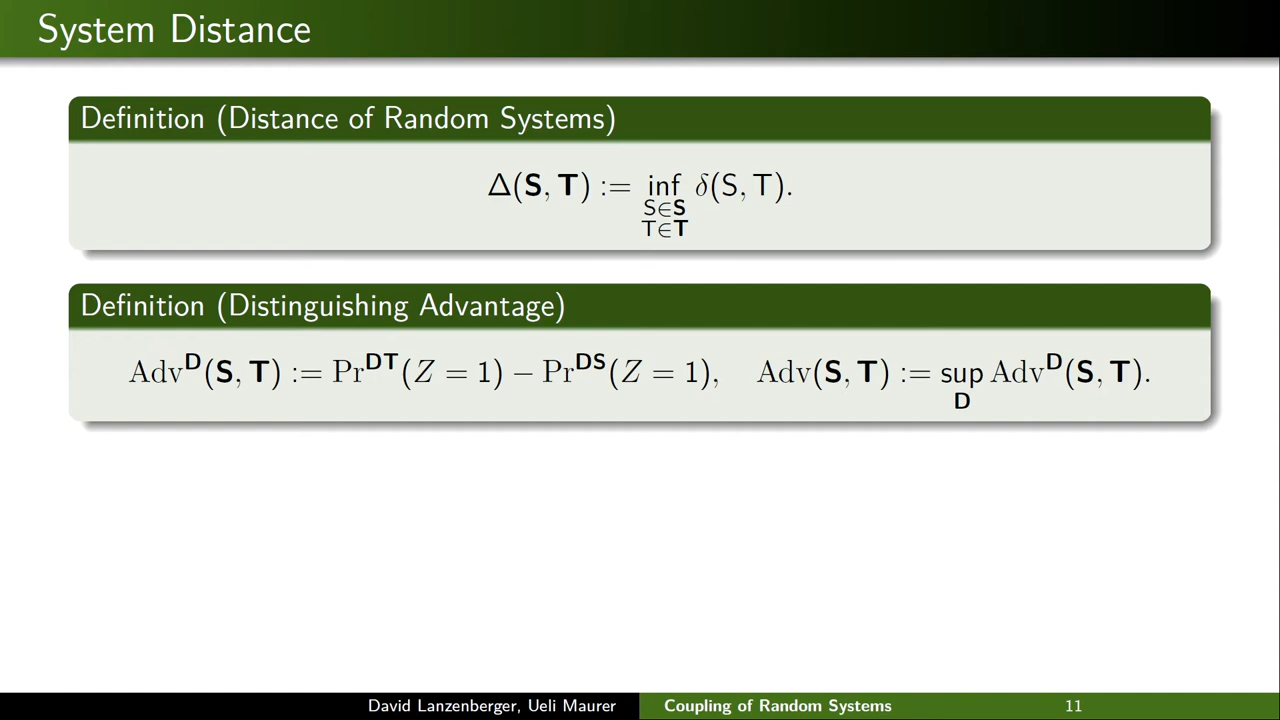 System Distance
Definition (Distance of Random Systems)
Δ(𝗦, 𝗧) := inf δ(S, T).
S∈𝗦
T∈𝗧
Definition (Distinguishing Advantage)
Adv^𝗗(𝗦, 𝗧) := Pr^𝗗𝗧(Z = 1) − Pr^𝗗𝗦(Z = 1), Adv(𝗦, 𝗧) := sup Adv^𝗗(𝗦, 𝗧).
𝗗
David Lanzenberger, Ueli Maurer Coupling of Random Systems 11